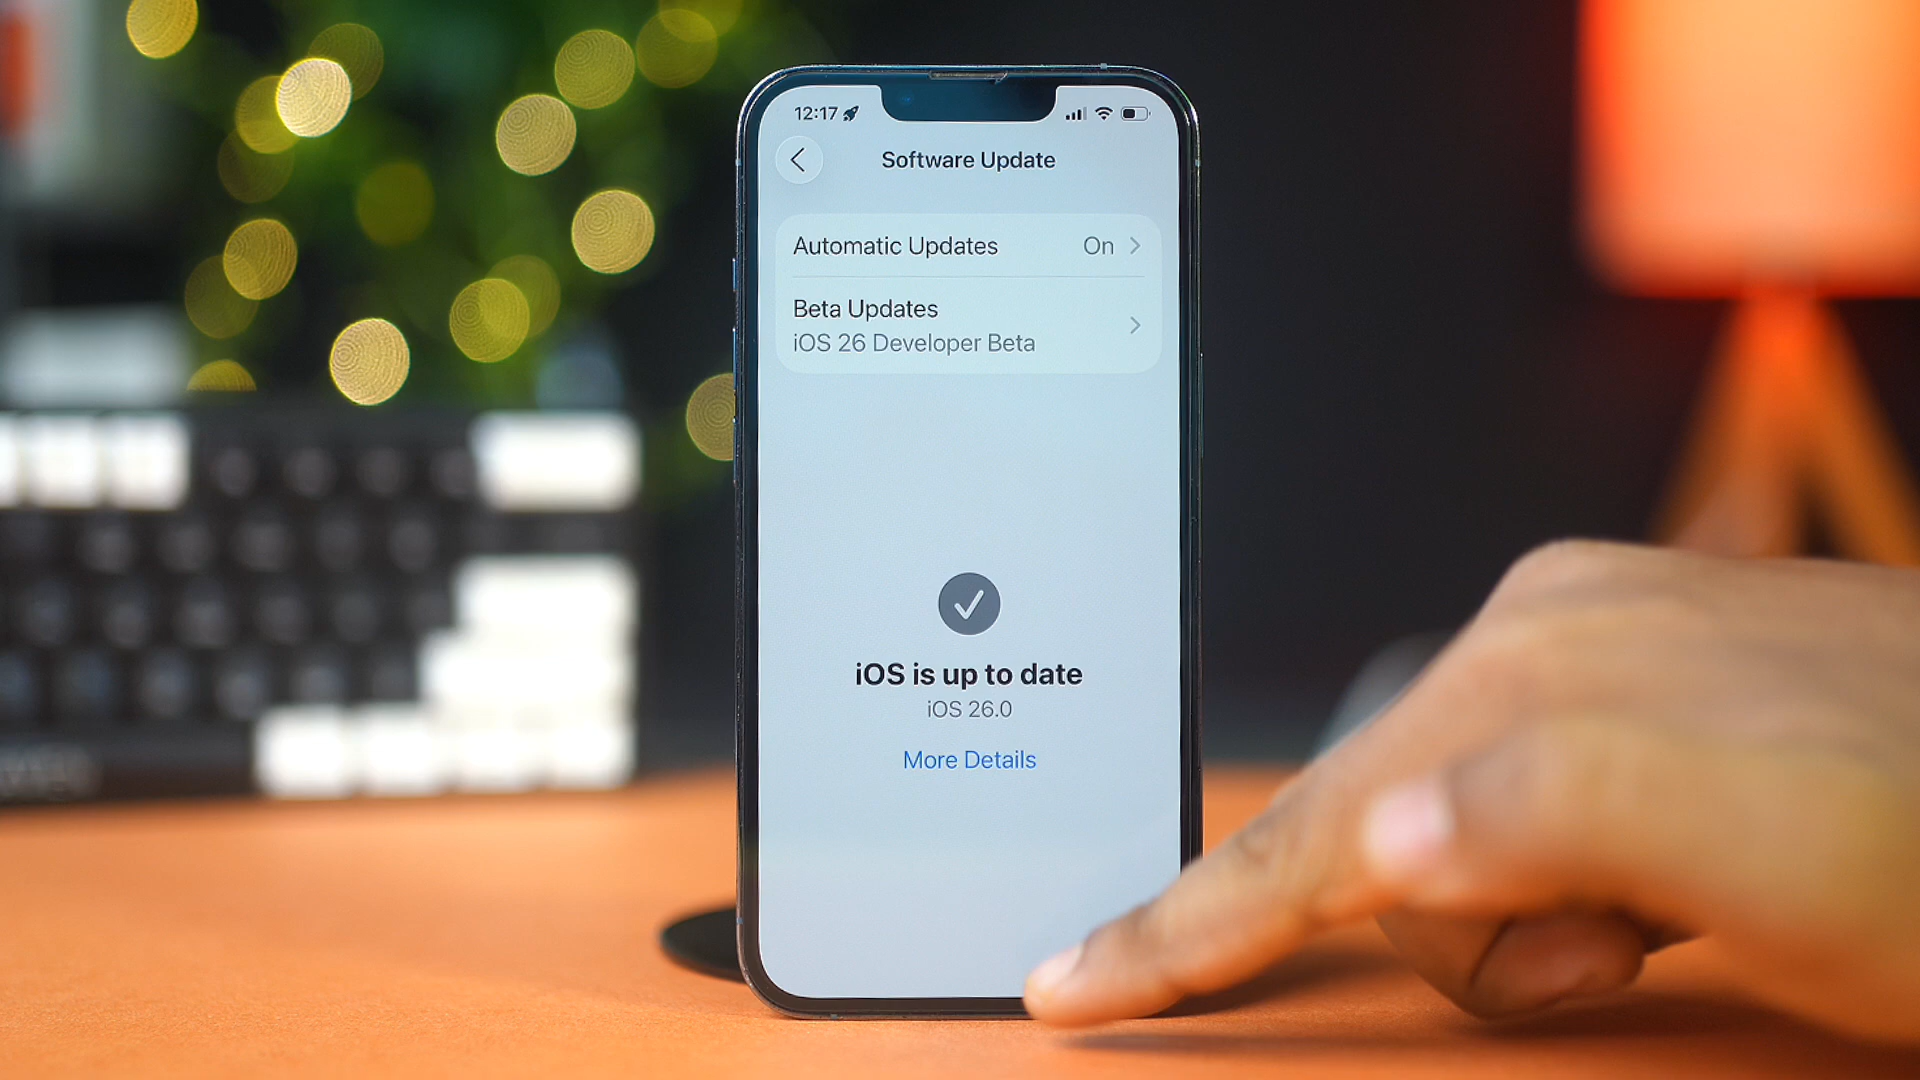 12:17
Software Update
Automatic Updates On
Beta Updates
iOS 26 Developer Beta
iOS is up to date
iOS 26.0
More Details